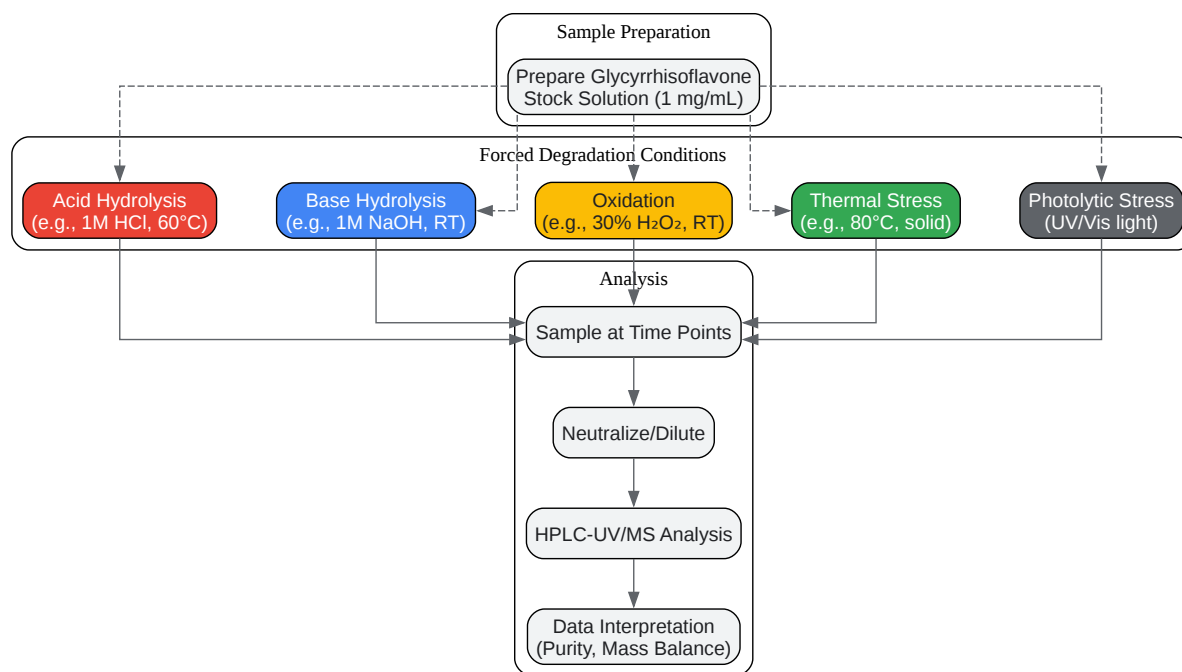 Sample Preparation
Prepare Glycyrrhisoflavone
Stock Solution (1 mg/mL)
Forced Degradation Conditions
Acid Hydrolysis
(e.g., 1M HCl, 60°C)
Base Hydrolysis
(e.g., 1M NaOH, RT)
Oxidation
(e.g., 30% H₂O₂, RT)
Thermal Stress
(e.g., 80°C, solid)
Photolytic Stress
(UV/Vis light)
Analysis
Sample at Time Points
Neutralize/Dilute
HPLC-UV/MS Analysis
Data Interpretation
(Purity, Mass Balance)